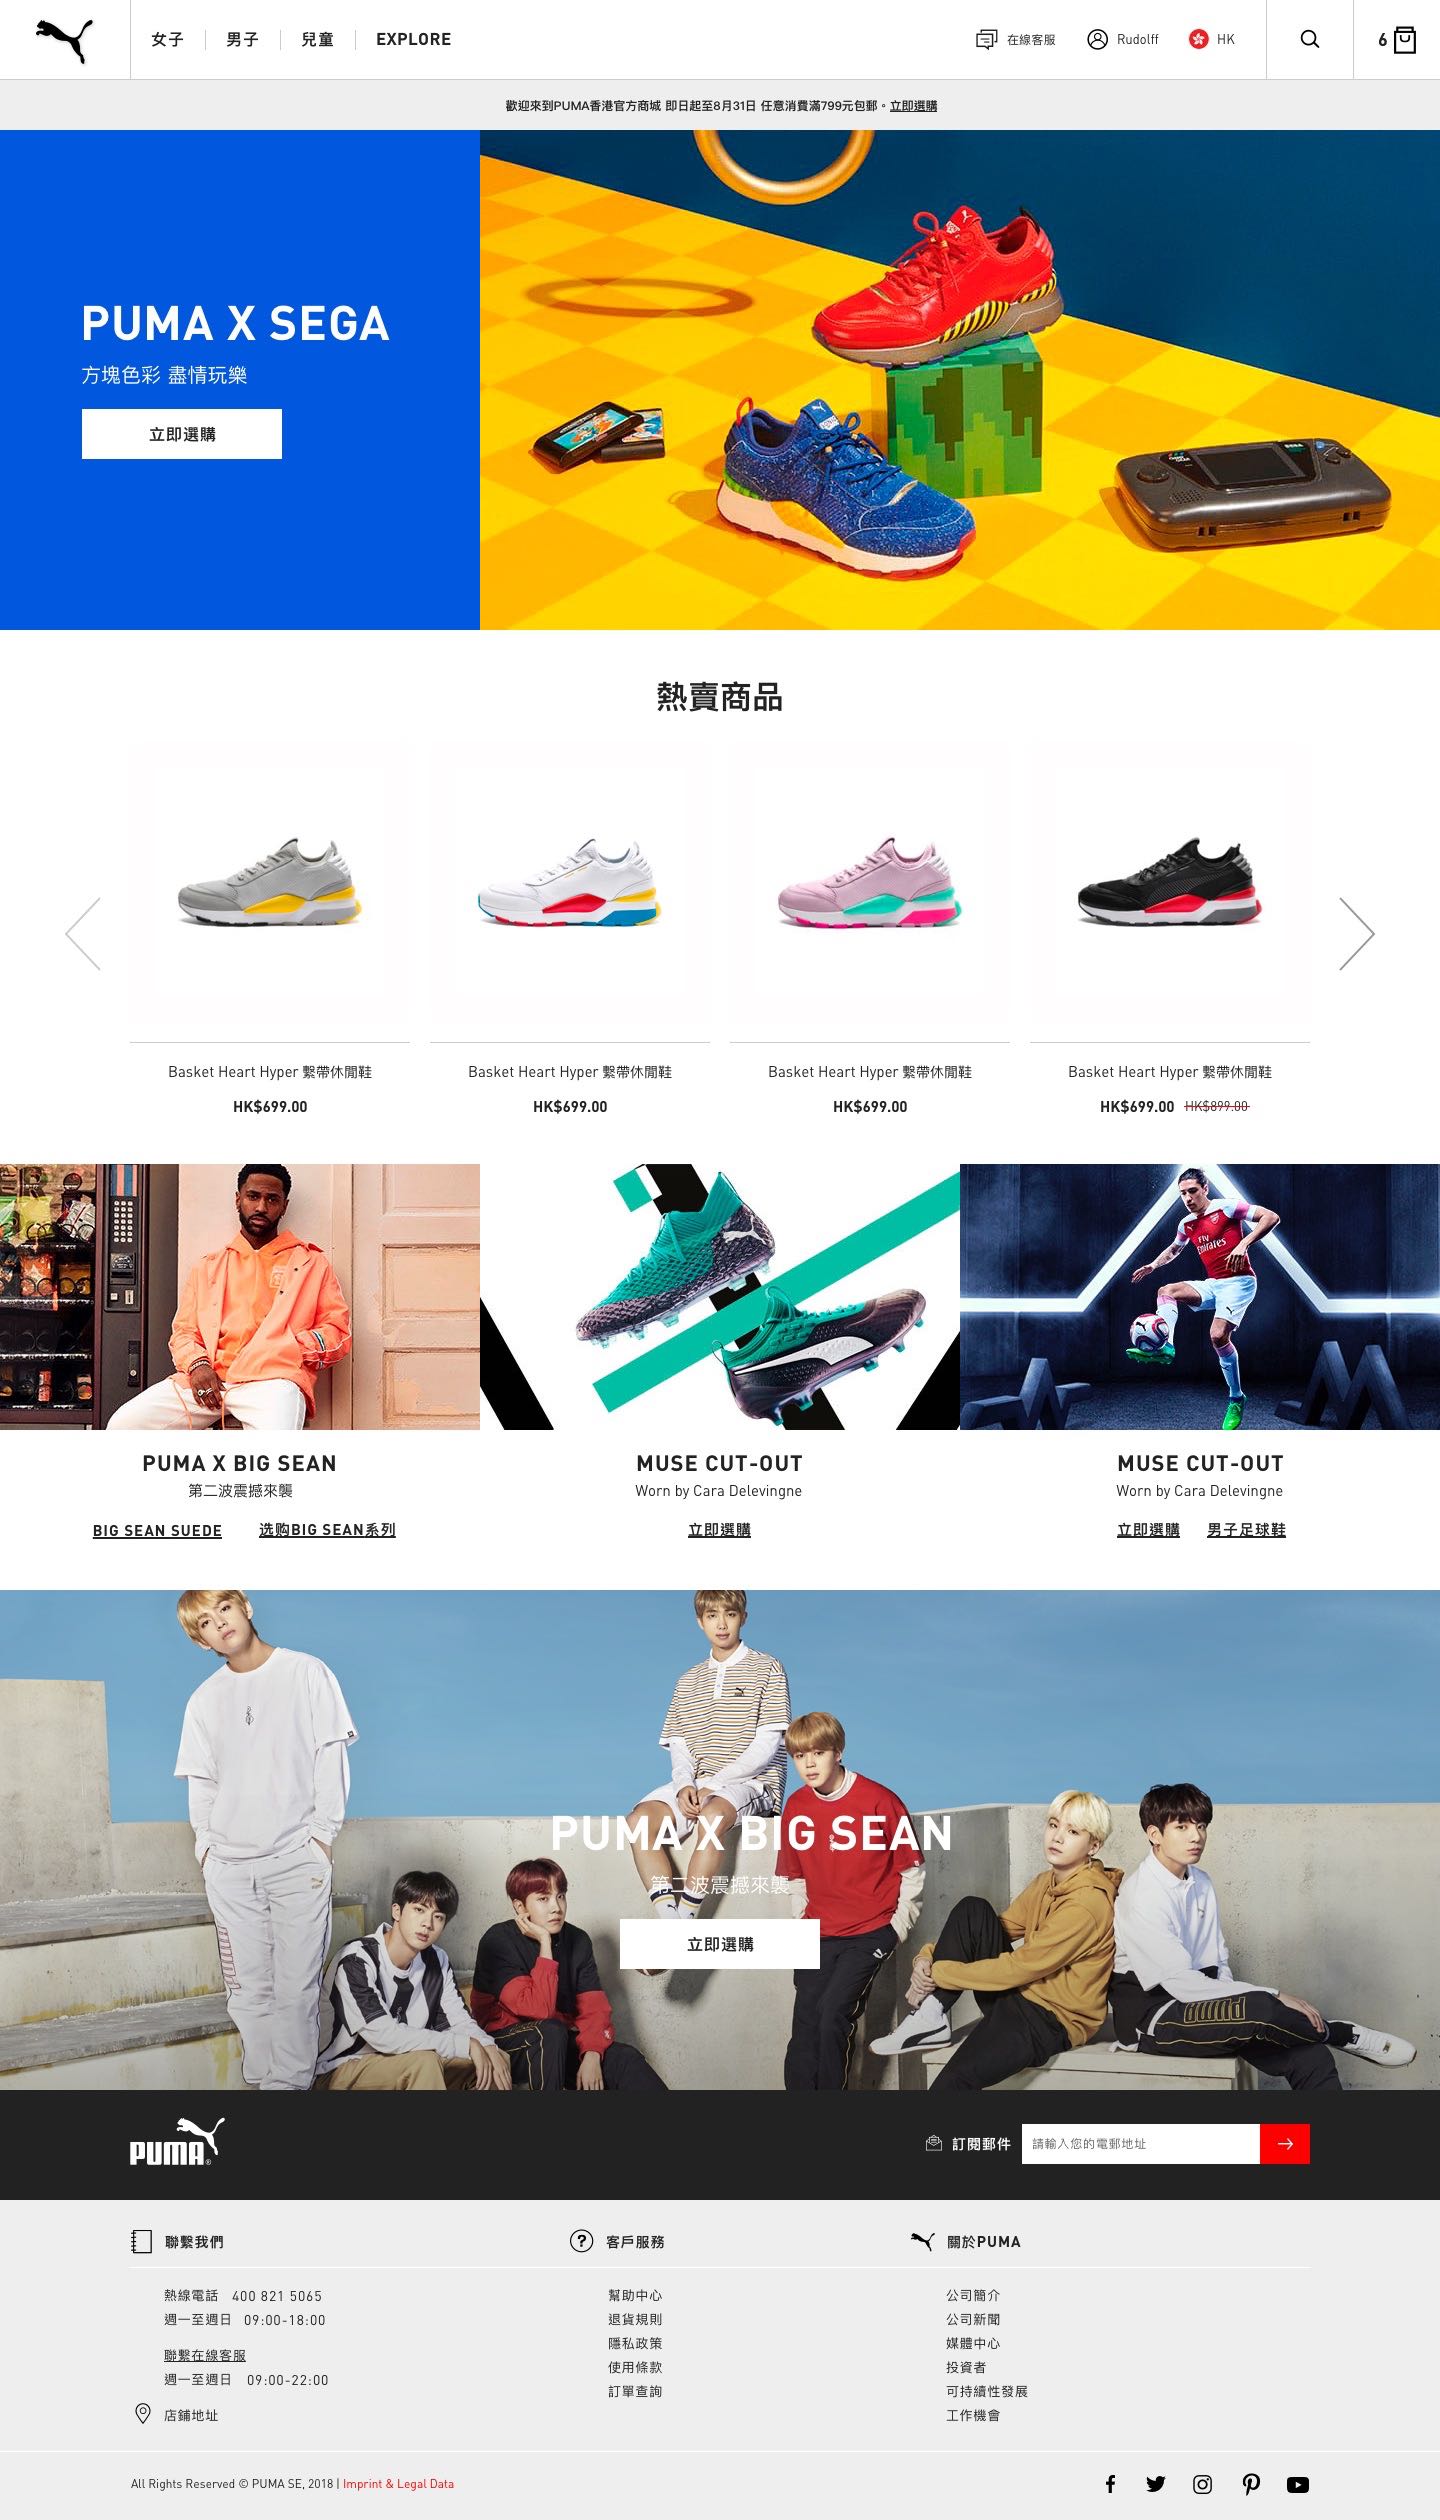 女子 男子 兒童 EXPLORE 在線客服 Rudolff HK 6
歡迎來到PUMA香港官方商城 即日起至8月31日 任意消費滿799元包郵。立即選購
PUMA X SEGA
方塊色彩 盡情玩樂
立即選購
SEGA
熱賣商品
Basket Heart Hyper 繫帶休閒鞋
HK$699.00
Basket Heart Hyper 繫帶休閒鞋
HK$699.00
Basket Heart Hyper 繫帶休閒鞋
HK$699.00
Basket Heart Hyper 繫帶休閒鞋
HK$699.00 HK$899.00
Fly Emirates
PUMA X BIG SEAN
第二波震撼來襲
BIG SEAN SUEDE 选购BIG SEAN系列
MUSE CUT-OUT
Worn by Cara Delevingne
立即選購
MUSE CUT-OUT
Worn by Cara Delevingne
立即選購 男子足球鞋
PUMA X BIG SEAN
第二波震撼來襲
立即選購
PUMA
PUMA®
訂閱郵件 請輸入您的電郵地址
聯繫我們
熱線電話 400 821 5065
週一至週日 09:00-18:00
聯繫在線客服
週一至週日 09:00-22:00
店鋪地址
客戶服務
幫助中心
退貨規則
隱私政策
使用條款
訂單查詢
關於PUMA
公司簡介
公司新聞
媒體中心
投資者
可持續性發展
工作機會
All Rights Reserved © PUMA SE, 2018 | Imprint & Legal Data